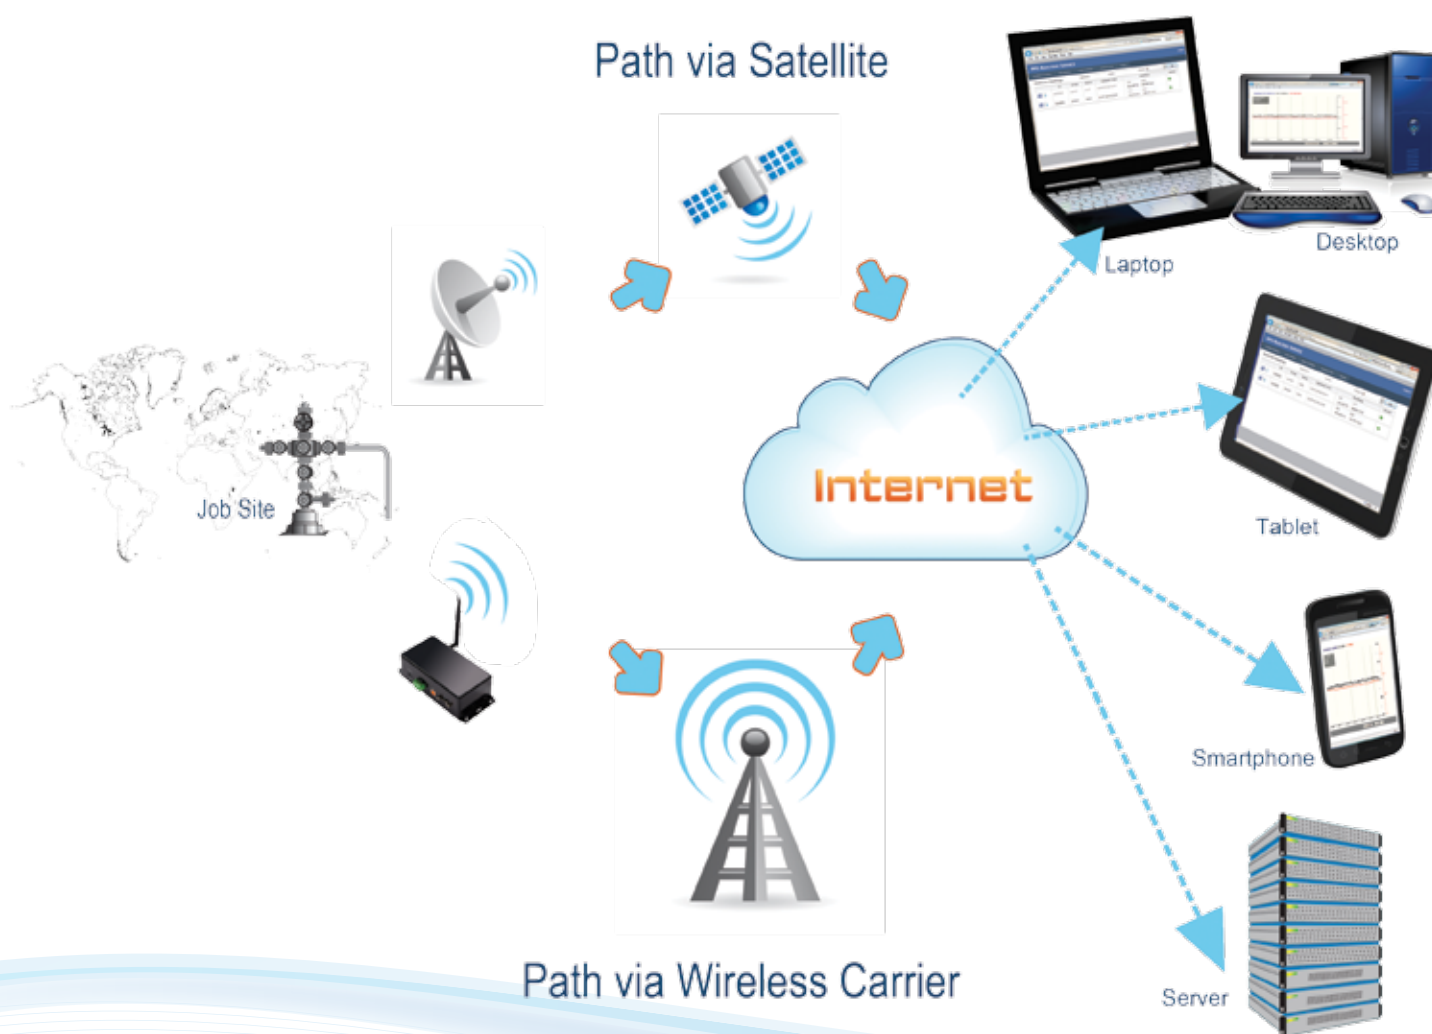 Path via Satellite
Desktop
Laptop
Internet
Job Site
Tablet
Smartphone
Path via Wireless Carrier
Server